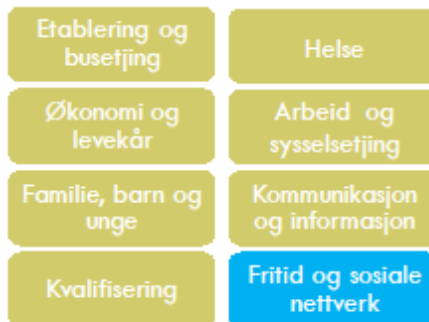 Etablering og
busetjing
Helse
Økonomi og
levekår
Arbeid og
sysselsetjing
Familie, barn og
unge
Kommunikasjon
og informasjon
Kvalifisering
Fritid og sosiale
nettverk